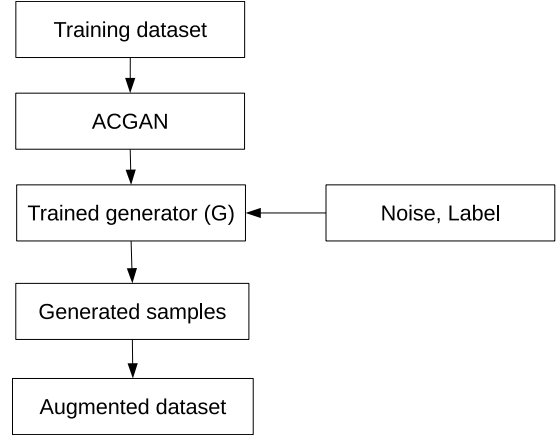 Training dataset
ACGAN
Trained generator (G)
Noise, Label
Generated samples
Augmented dataset